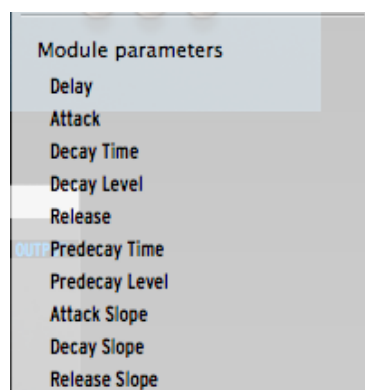 Module parameters
Delay
Attack
Decay Time
Decay Level
Release
Predecay Time
Predecay Level
Attack Slope
Decay Slope
Release Slope